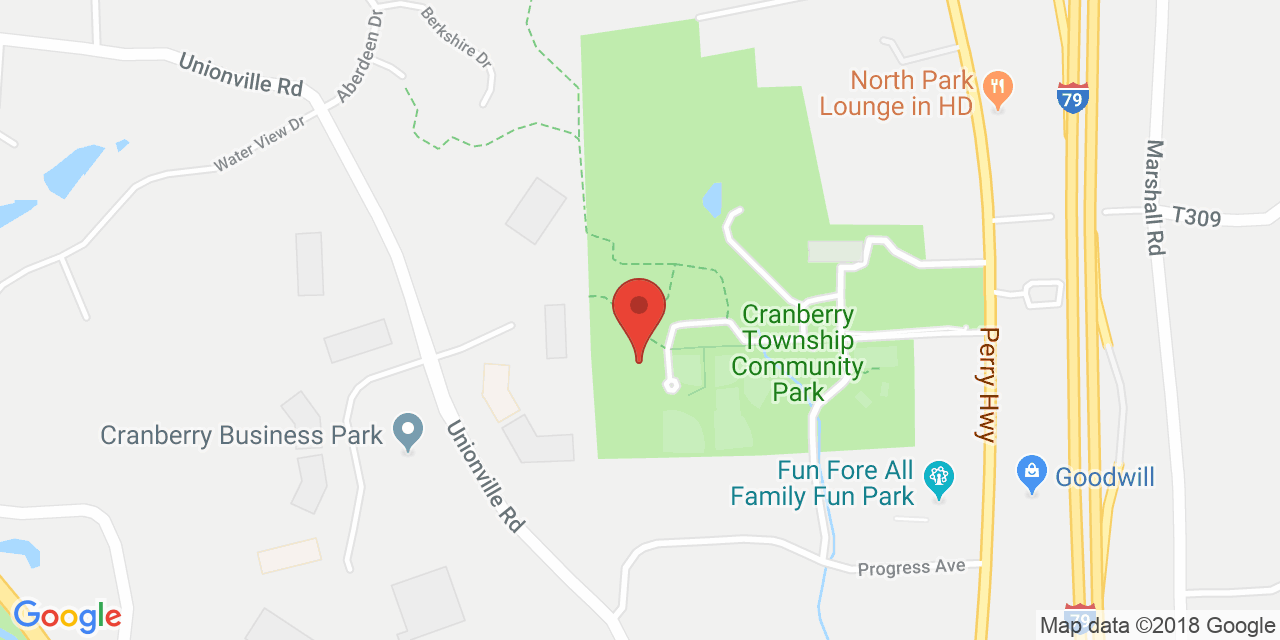 Berkshire Dr
Aberdeen Dr
Unionville Rd
Water View Dr
North Park
Lounge in HD
79
Marshall Rd
T309
Cranberry
Township
Community
Park
Perry Hwy
Cranberry Business Park
Unionville Rd
Fun Fore All
Family Fun Park
Goodwill
Progress Ave
79
Google
Map data ©2018 Google